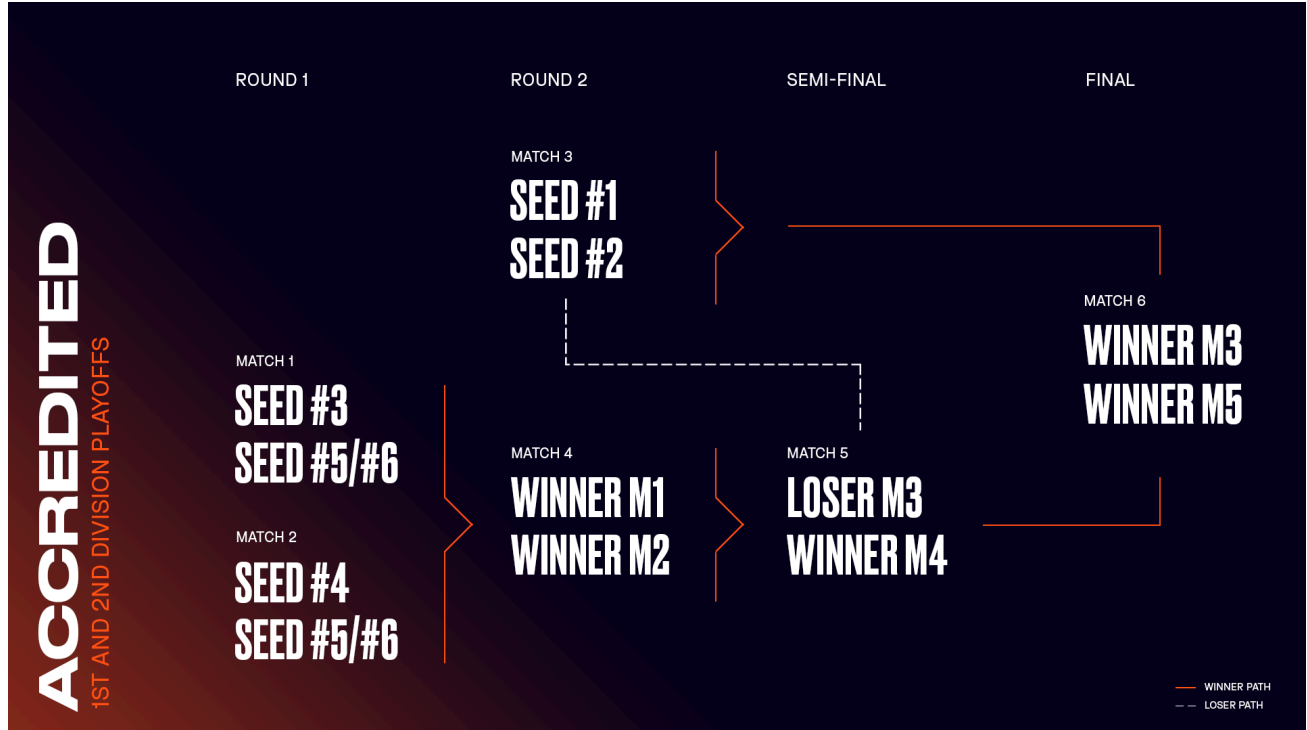 ACCREDITED
1ST AND 2ND DIVISION PLAYOFFS
ROUND 1
ROUND 2
SEMI-FINAL
FINAL
MATCH 3
SEED #1
SEED #2
MATCH 1
SEED #3
SEED #5/#6
MATCH 2
SEED #4
SEED #5/#6
MATCH 4
WINNER M1
WINNER M2
MATCH 5
LOSER M3
WINNER M4
MATCH 6
WINNER M3
WINNER M5
WINNER PATH
LOSER PATH